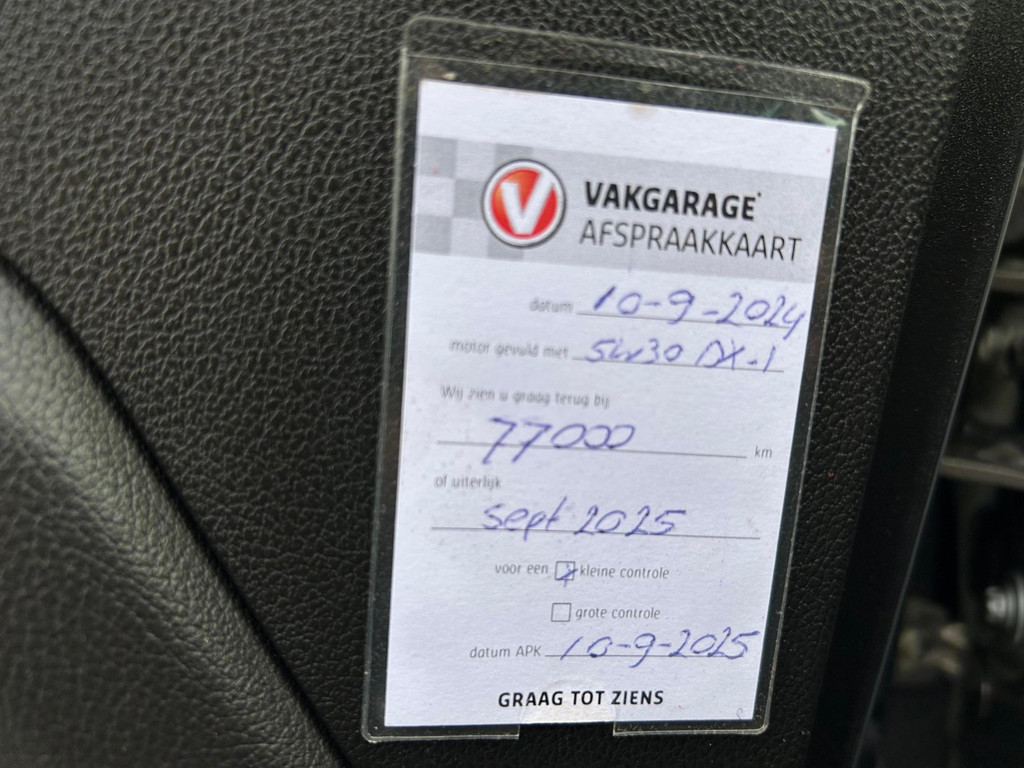 V
VAKGARAGE
AFSPRAAKKAART
datum 10-9-2024
motor gevuld met 5W30 DX-1
Wij zien u graag terug bij
77000 km
of uiterlijk
sept 2025
voor een kleine controle
grote controle
datum APK 10-9-2025
GRAAG TOT ZIENS